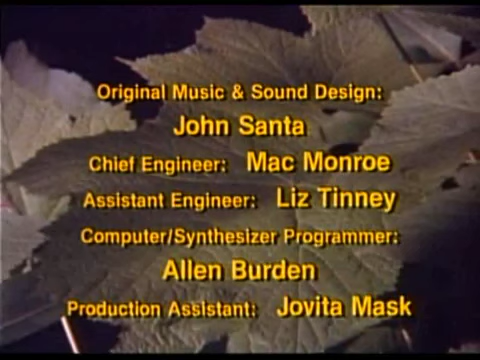 Original Music & Sound Design:
John Santa
Chief Engineer: Mac Monroe
Assistant Engineer: Liz Tinney
Computer/Synthesizer Programmer:
Allen Burden
Production Assistant: Jovita Mask